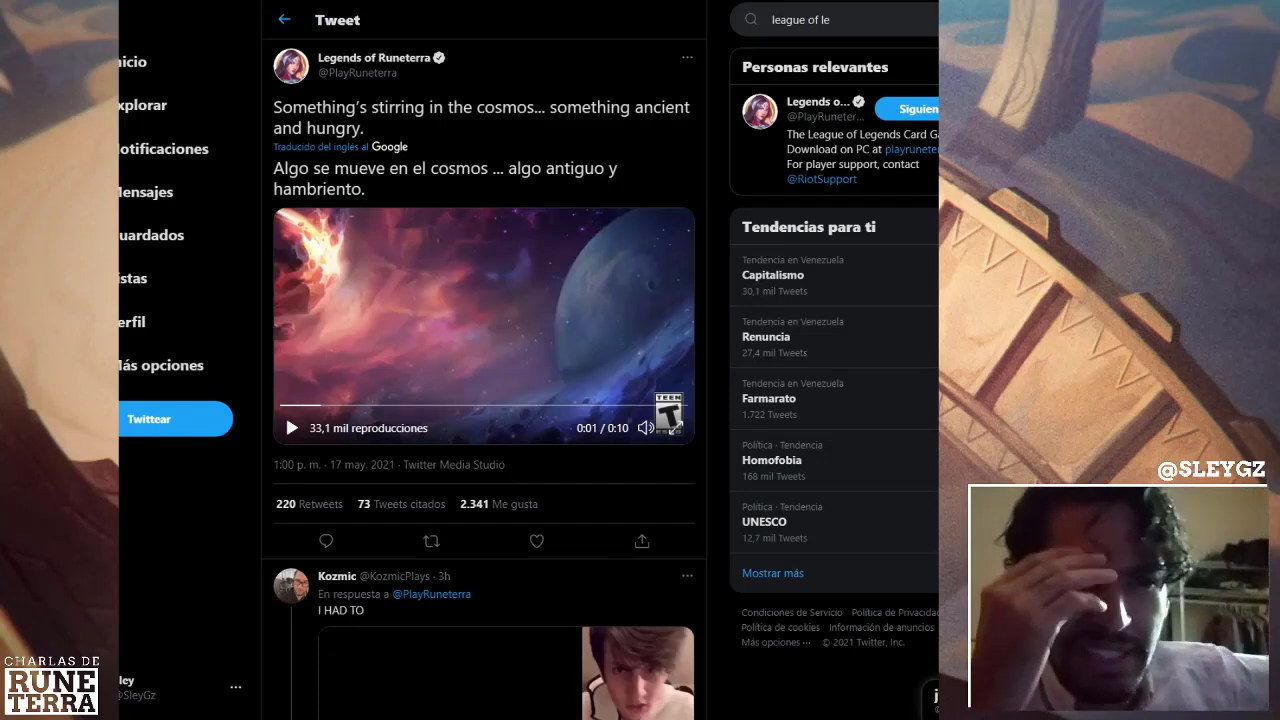 nicio
xplorar
lotificaciones
lensajes
uardados
istas
erfil
lás opciones
Twittear
ley
@SleyGz
CHARLAS DE
RUNE
TERRA
Tweet
Legends of Runeterra
@PlayRuneterra
Something's stirring in the cosmos... something ancient
and hungry.
Traducido del inglés al Google
Algo se mueve en el cosmos ... algo antiguo y
hambriento.
TEEN
T
33,1 mil reproducciones
0:01 / 0:10
1:00 p. m. · 17 may. 2021 · Twitter Media Studio
220 Retweets 73 Tweets citados 2.341 Me gusta
Kozmic @KozmicPlays · 3h
En respuesta a @PlayRuneterra
I HAD TO
league of le
Personas relevantes
Legends o...
@PlayRuneter...
Siguien
The League of Legends Card Ga
Download on PC at playruneter
For player support, contact
@RiotSupport
Tendencias para ti
Tendencia en Venezuela
Capitalismo
30,1 mil Tweets
Tendencia en Venezuela
Renuncia
27,4 mil Tweets
Tendencia en Venezuela
Farmarato
1.722 Tweets
Política · Tendencia
Homofobia
168 mil Tweets
Política · Tendencia
UNESCO
12,7 mil Tweets
Mostrar más
Condiciones de Servicio Política de Privacidad
Política de cookies Información de anuncios
Más opciones ··· © 2021 Twitter, Inc.
@SLEYGZ